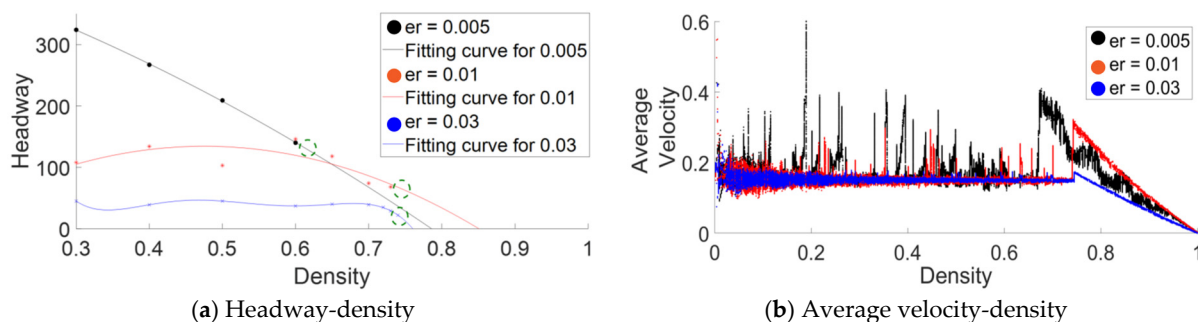 300
200
100
0
Headway
0.3
0.4
0.5
0.6
0.7
0.8
0.9
1
Density
er = 0.005
Fitting curve for 0.005
er = 0.01
Fitting curve for 0.01
er = 0.03
Fitting curve for 0.03
(a) Headway-density
0.6
0.4
0.2
0
Average
Velocity
0
0.2
0.4
0.6
0.8
1
Density
er = 0.005
er = 0.01
er = 0.03
(b) Average velocity-density